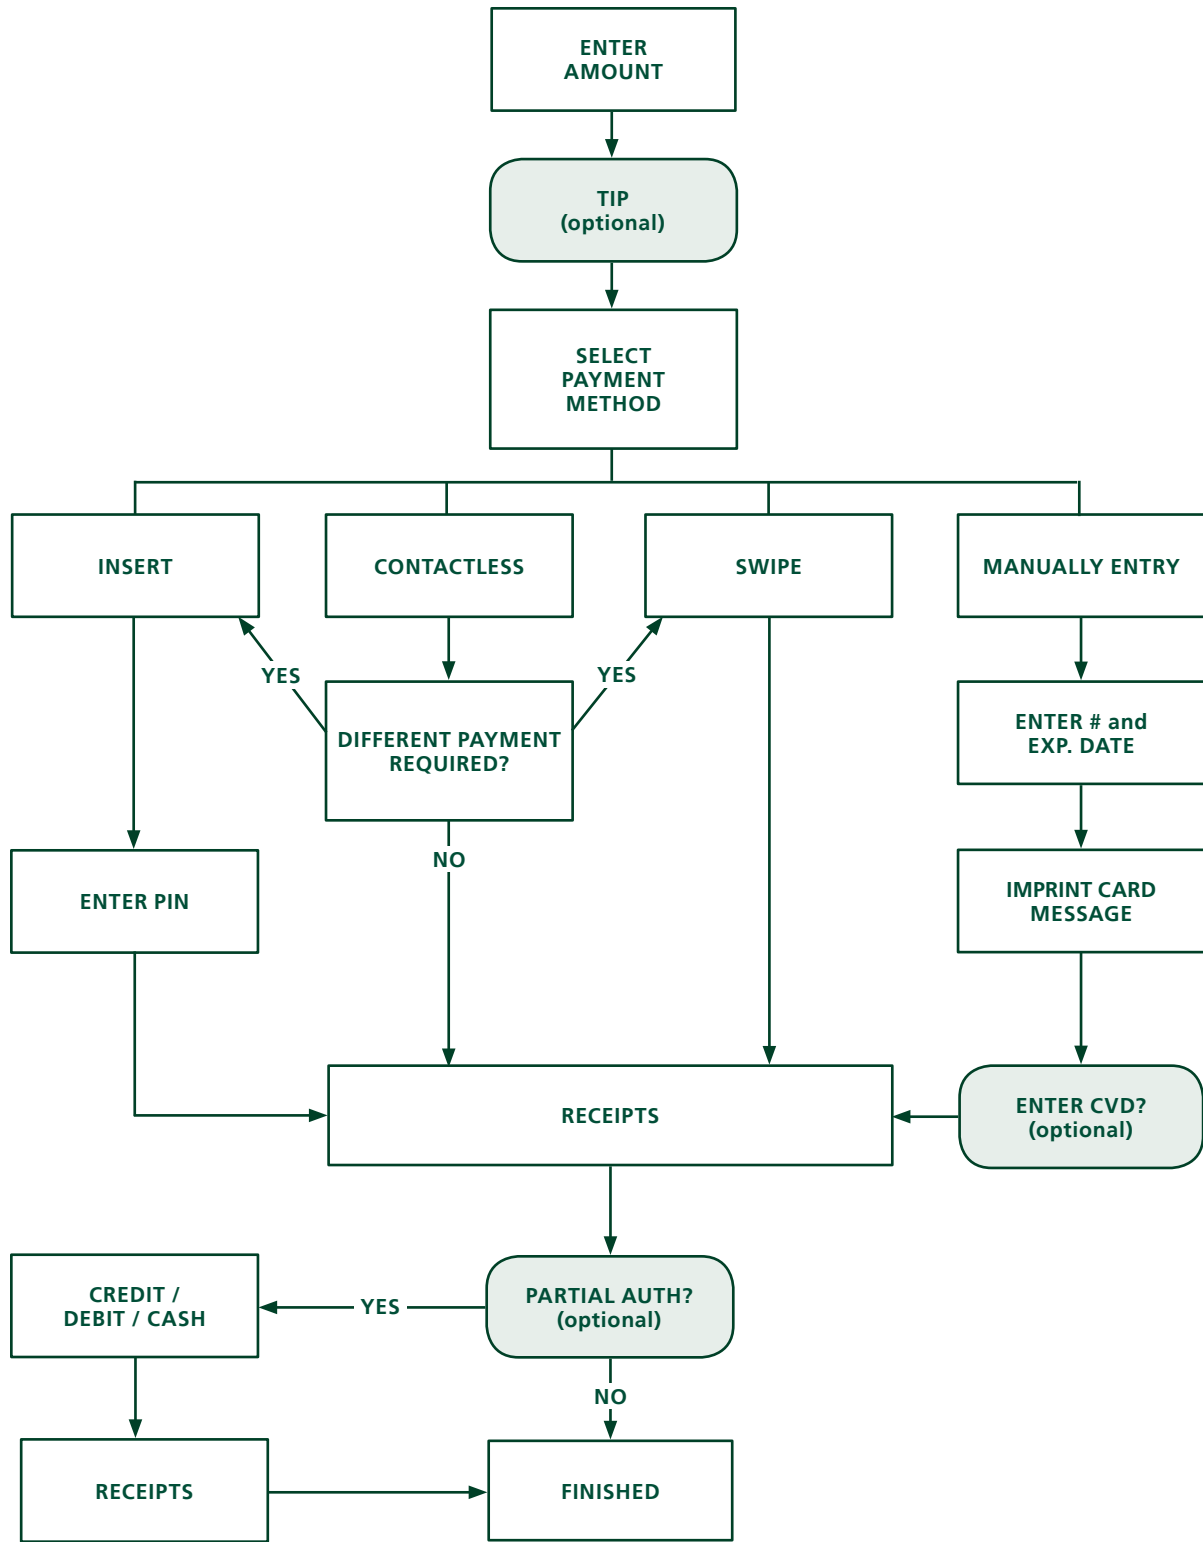 ENTER
AMOUNT
TIP
(optional)
SELECT
PAYMENT
METHOD
INSERT
CONTACTLESS
SWIPE
MANUALLY ENTRY
YES
YES
DIFFERENT PAYMENT
REQUIRED?
ENTER # and
EXP. DATE
NO
ENTER PIN
IMPRINT CARD
MESSAGE
RECEIPTS
ENTER CVD?
(optional)
CREDIT /
DEBIT / CASH
YES
PARTIAL AUTH?
(optional)
NO
RECEIPTS
FINISHED